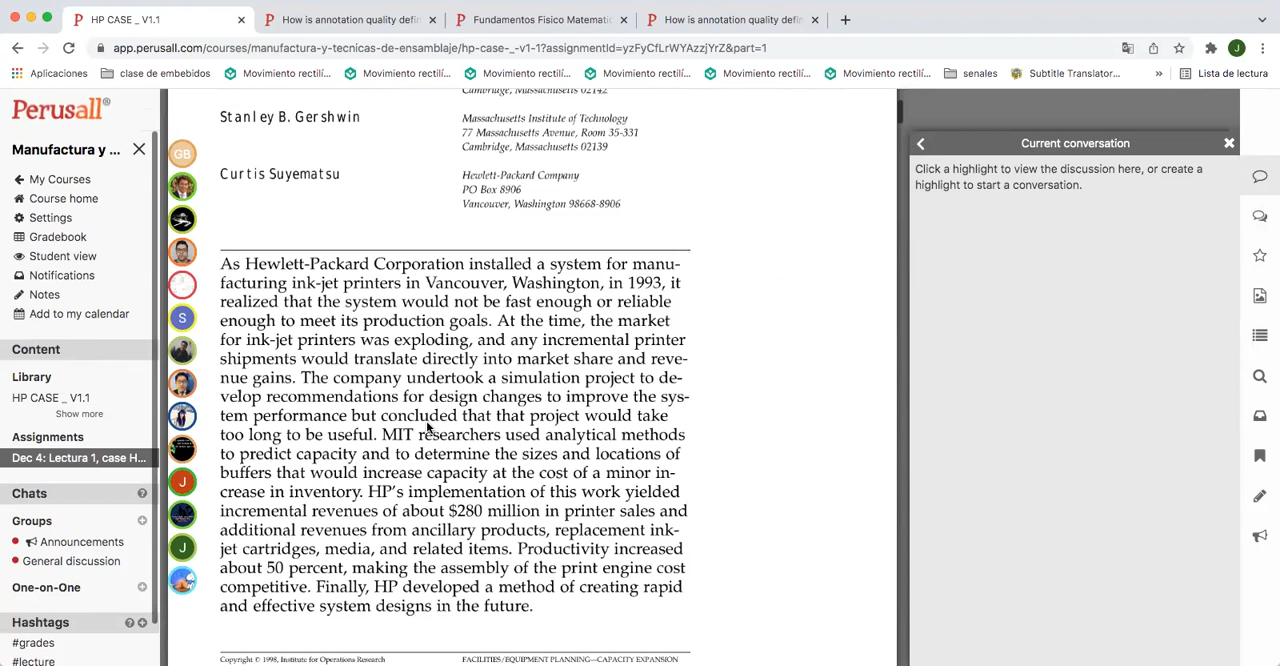 HP CASE _ V1.1
How is annotation quality defin
Fundamentos Fisico Matemati
How is annotation quality defin
app.perusall.com/courses/manufactura-y-tecnicas-de-ensamblaje/hp-case-_-v1-1?assignmentId=yzFyCfLrWYAzzjYrZ&part=1
J
Aplicaciones
clase de embebidos
Movimiento rectilí...
Movimiento rectilí...
Movimiento rectilí...
Movimiento rectilí...
Movimiento rectilí...
Movimiento rectilí...
senales
Subtitle Translator...
»
Lista de lectura
Perusall®
Manufactura y ...
My Courses
Course home
Settings
Gradebook
Student view
Notifications
Notes
Add to my calendar
Content
Library
HP CASE _ V1.1
Show more
Assignments
Dec 4: Lectura 1, case H...
Chats
Groups
Announcements
General discussion
One-on-One
Hashtags
#grades
#lecture
GB
S
J
J
Cambridge, Massachusetts 02142
Stanley B. Gershwin
Massachusetts Institute of Technology
77 Massachusetts Avenue, Room 35-331
Cambridge, Massachusetts 02139
Curtis Suyematsu
Hewlett-Packard Company
PO Box 8906
Vancouver, Washington 98668-8906
As Hewlett-Packard Corporation installed a system for manu-
facturing ink-jet printers in Vancouver, Washington, in 1993, it
realized that the system would not be fast enough or reliable
enough to meet its production goals. At the time, the market
for ink-jet printers was exploding, and any incremental printer
shipments would translate directly into market share and reve-
nue gains. The company undertook a simulation project to de-
velop recommendations for design changes to improve the sys-
tem performance but concluded that that project would take
too long to be useful. MIT researchers used analytical methods
to predict capacity and to determine the sizes and locations of
buffers that would increase capacity at the cost of a minor in-
crease in inventory. HP's implementation of this work yielded
incremental revenues of about $280 million in printer sales and
additional revenues from ancillary products, replacement ink-
jet cartridges, media, and related items. Productivity increased
about 50 percent, making the assembly of the print engine cost
competitive. Finally, HP developed a method of creating rapid
and effective system designs in the future.
Copyright © 1998, Institute for Operations Research
FACILITIES/EQUIPMENT PLANNING—CAPACITY EXPANSION
Current conversation
Click a highlight to view the discussion here, or create a
highlight to start a conversation.